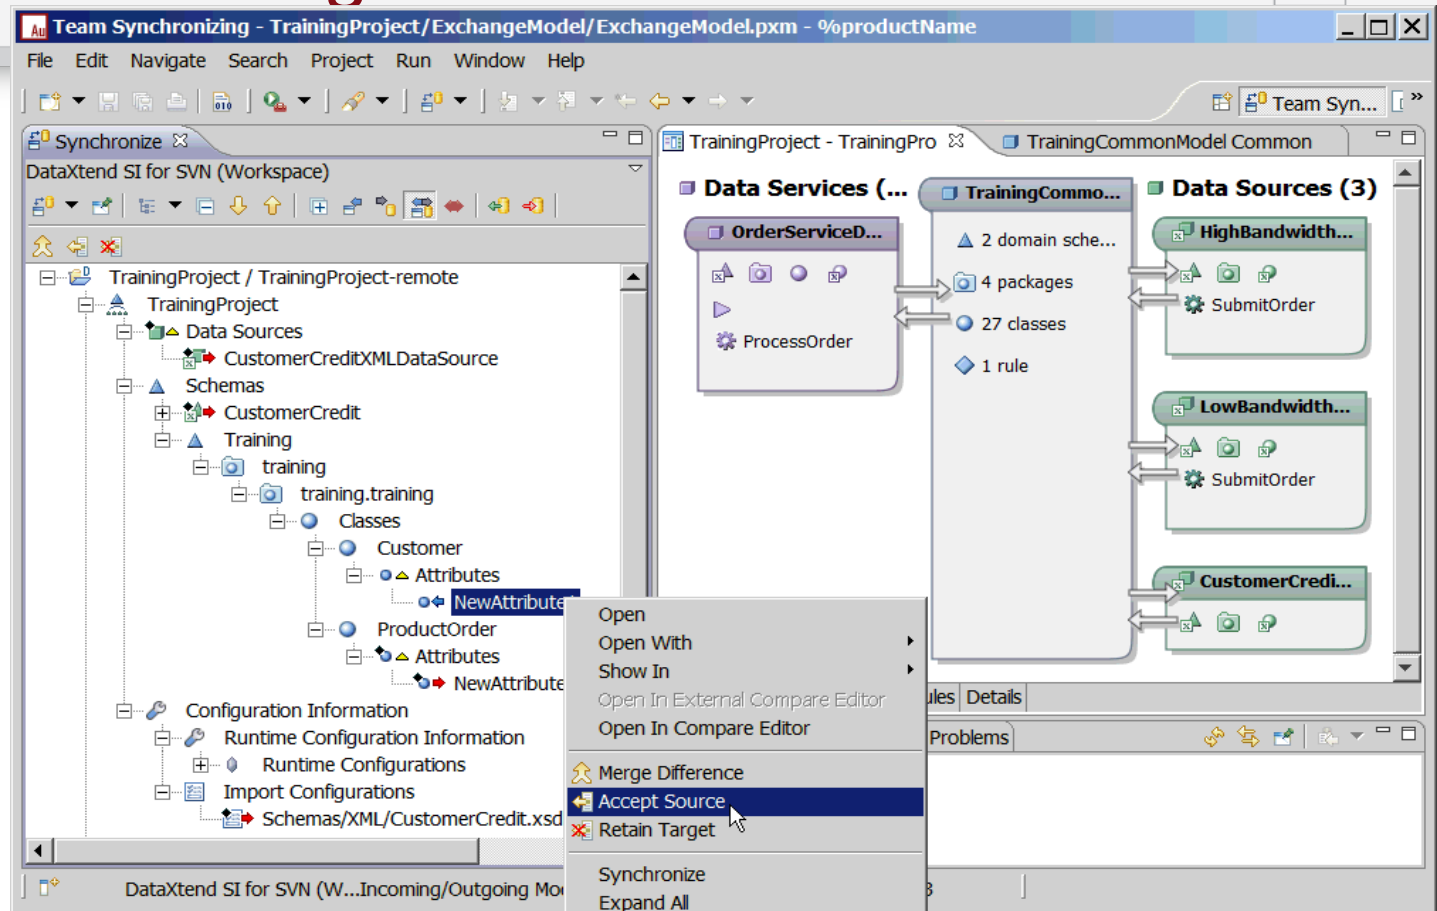 Team Synchronizing - TrainingProject/ExchangeModel/ExchangeModel.pxm - %productName
File Edit Navigate Search Project Run Window Help
Team Syn...
Synchronize
DataXtend SI for SVN (Workspace)
TrainingProject / TrainingProject-remote
TrainingProject
Data Sources
CustomerCreditXMLDataSource
Schemas
CustomerCredit
Training
training
training.training
Classes
Customer
Attributes
NewAttribute
ProductOrder
Attributes
NewAttribute
Configuration Information
Runtime Configuration Information
Runtime Configurations
Import Configurations
Schemas/XML/CustomerCredit.xsd
TrainingProject - TrainingPro
TrainingCommonModel Common
Data Services (...
OrderServiceD...
ProcessOrder
TrainingCommo...
2 domain sche...
4 packages
27 classes
1 rule
Data Sources (3)
HighBandwidth...
SubmitOrder
LowBandwidth...
SubmitOrder
CustomerCredi...
Details
Problems
Open
Open With
Show In
Open In External Compare Editor
Open In Compare Editor
Merge Difference
Accept Source
Retain Target
Synchronize
Expand All
DataXtend SI for SVN (W...Incoming/Outgoing